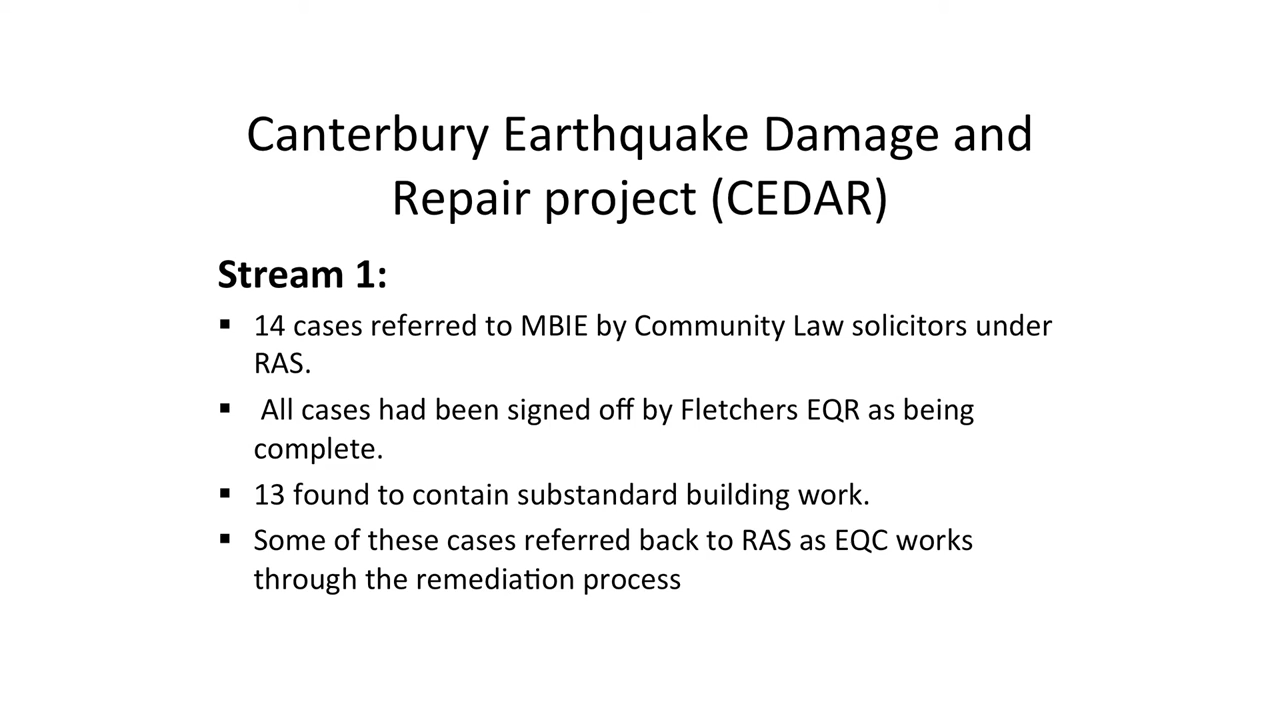 Canterbury Earthquake Damage and
Repair project (CEDAR)
Stream 1:
▪ 14 cases referred to MBIE by Community Law solicitors under
RAS.
▪ All cases had been signed off by Fletchers EQR as being
complete.
▪ 13 found to contain substandard building work.
▪ Some of these cases referred back to RAS as EQC works
through the remediation process